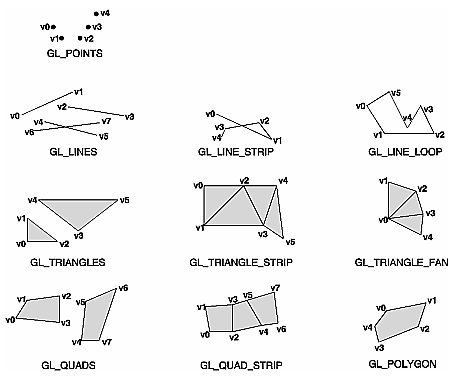 v4
v0 v3
v1 v2
GL_POINTS
v1
v2
v0 v3
v4 v7
v6 v5
GL_LINES
v0 v2
v3
v4 v1
GL_LINE_STRIP
v5
v0
v4 v3
v1 v2
GL_LINE_LOOP
v4 v5
v1
v3
v0 v2
GL_TRIANGLES
v0 v2 v4
v1 v3
v5
GL_TRIANGLE_STRIP
v1
v2
v0 v3
v4
GL_TRIANGLE_FAN
v1 v2
v0 v3
v6
v5
v4 v7
GL_QUADS
v7
v1 v3 v5
v0 v2 v4 v6
GL_QUAD_STRIP
v0 v1
v4 v2
v3
GL_POLYGON